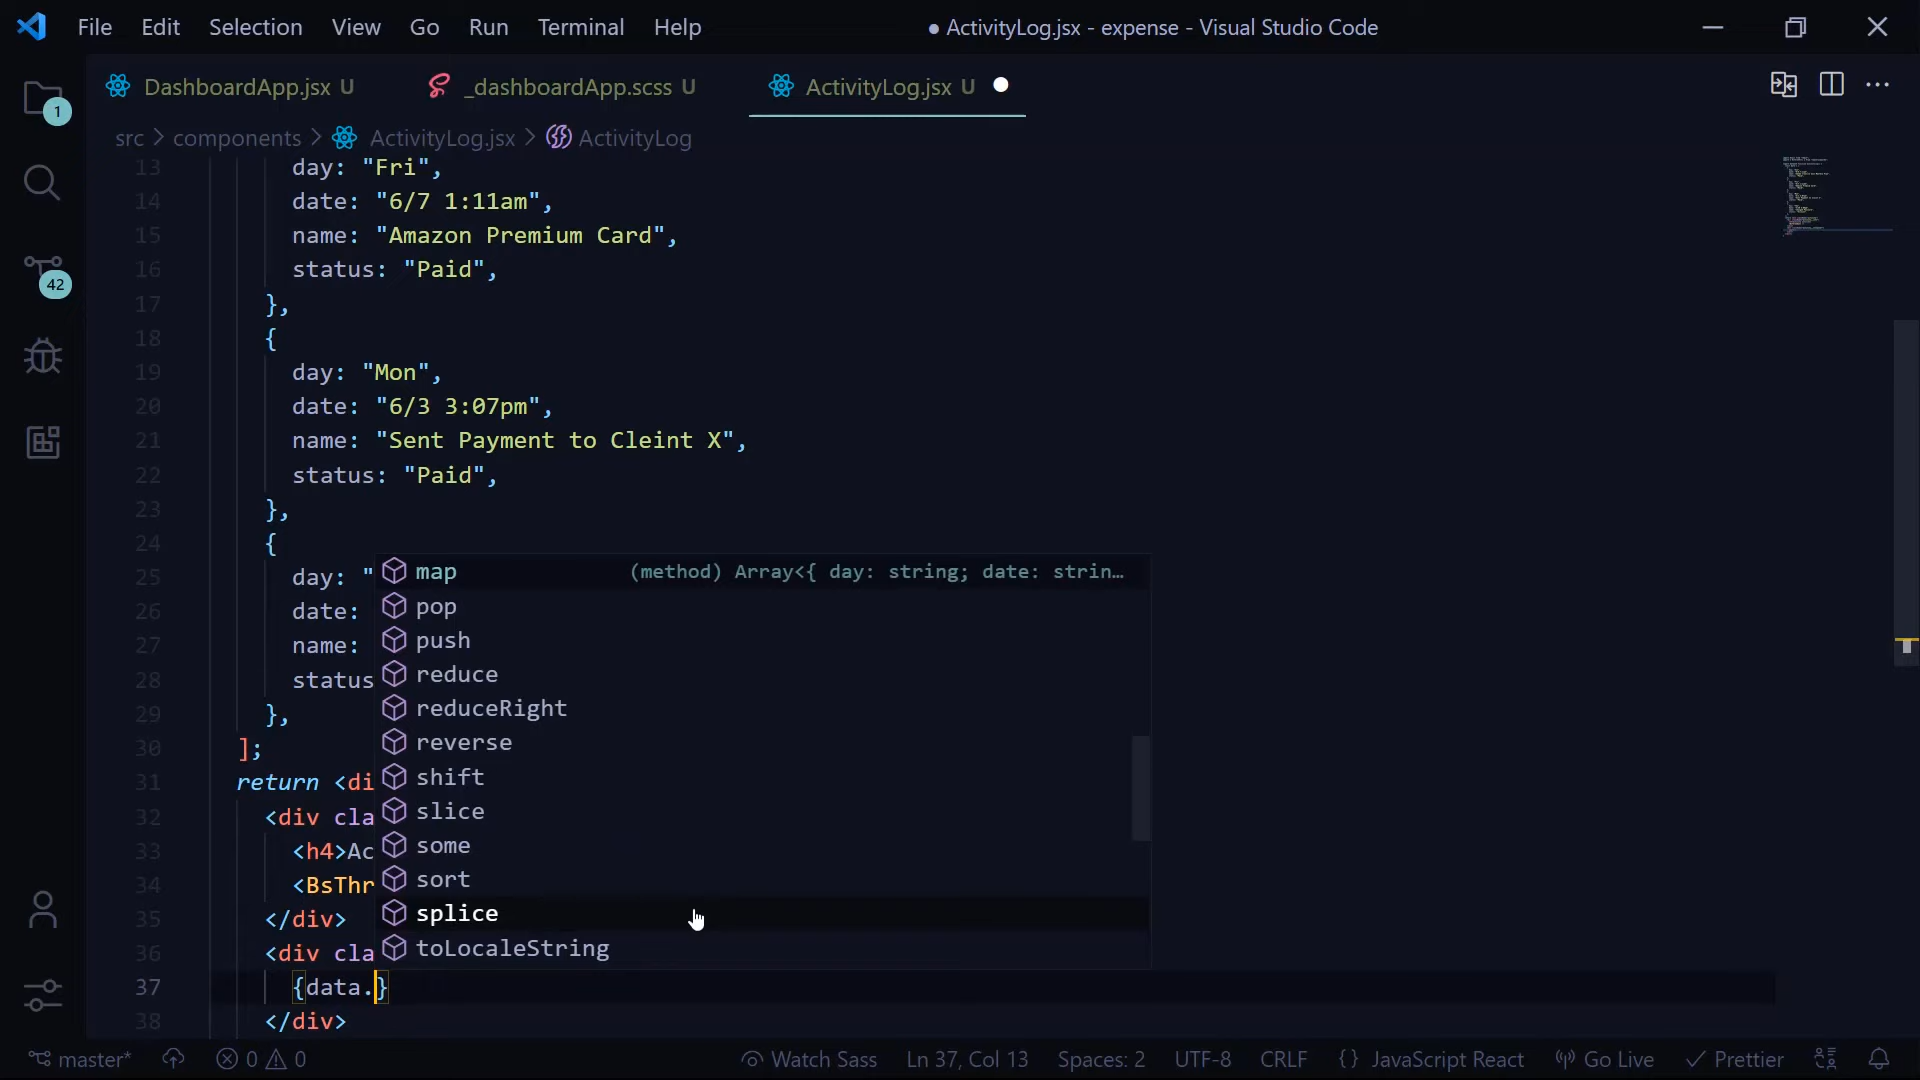 File Edit Selection View Go Run Terminal Help
● ActivityLog.jsx - expense - Visual Studio Code
DashboardApp.jsx U
_dashboardApp.scss U
ActivityLog.jsx U
src > components > ActivityLog.jsx > ActivityLog
1
42
13 day: "Fri",
14 date: "6/7 1:11am",
15 name: "Amazon Premium Card",
16 status: "Paid",
17 },
18 {
19 day: "Mon",
20 date: "6/3 3:07pm",
21 name: "Sent Payment to Cleint X",
22 status: "Paid",
23 },
24 {
25 day: "
26 date:
27 name:
28 status
29 },
30 ];
31 return <di
32 <div cla
33 <h4>Ac
34 <BsThr
35 </div>
36 <div cla
37 {data.}
38 </div>
map (method) Array<{ day: string; date: strin…
pop
push
reduce
reduceRight
reverse
shift
slice
some
sort
splice
toLocaleString
master* 0 0 Watch Sass Ln 37, Col 13 Spaces: 2 UTF-8 CRLF {} JavaScript React Go Live Prettier